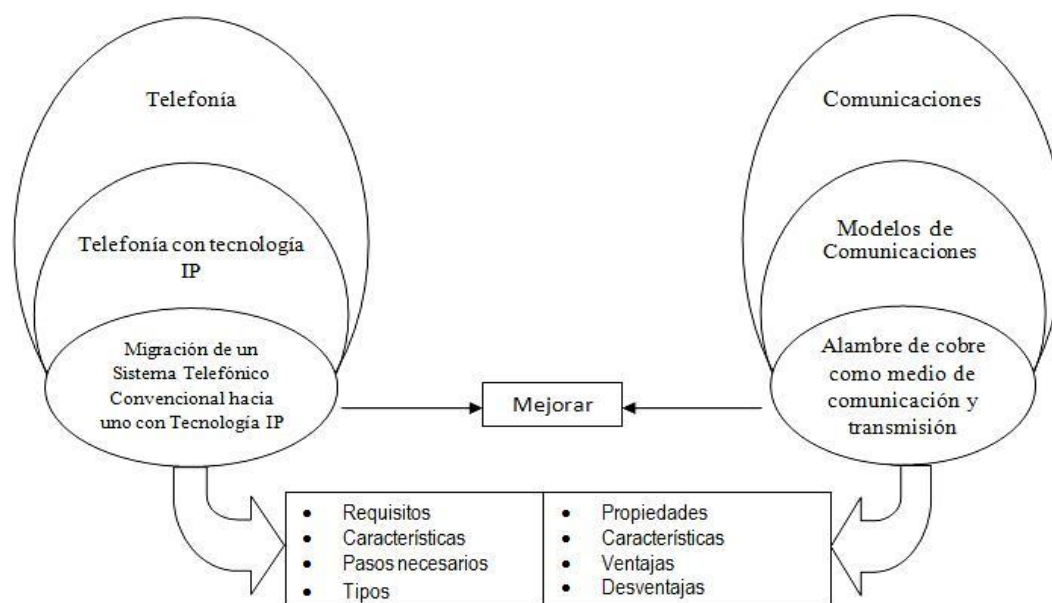 Telefonía
Telefonía con tecnología
IP
Migración de un
Sistema Telefónico
Convencional hacia
uno con Tecnología IP
Comunicaciones
Modelos de
Comunicaciones
Alambre de cobre
como medio de
comunicación y
transmisión
Mejorar
• Requisitos
• Características
• Pasos necesarios
• Tipos
• Propiedades
• Características
• Ventajas
• Desventajas